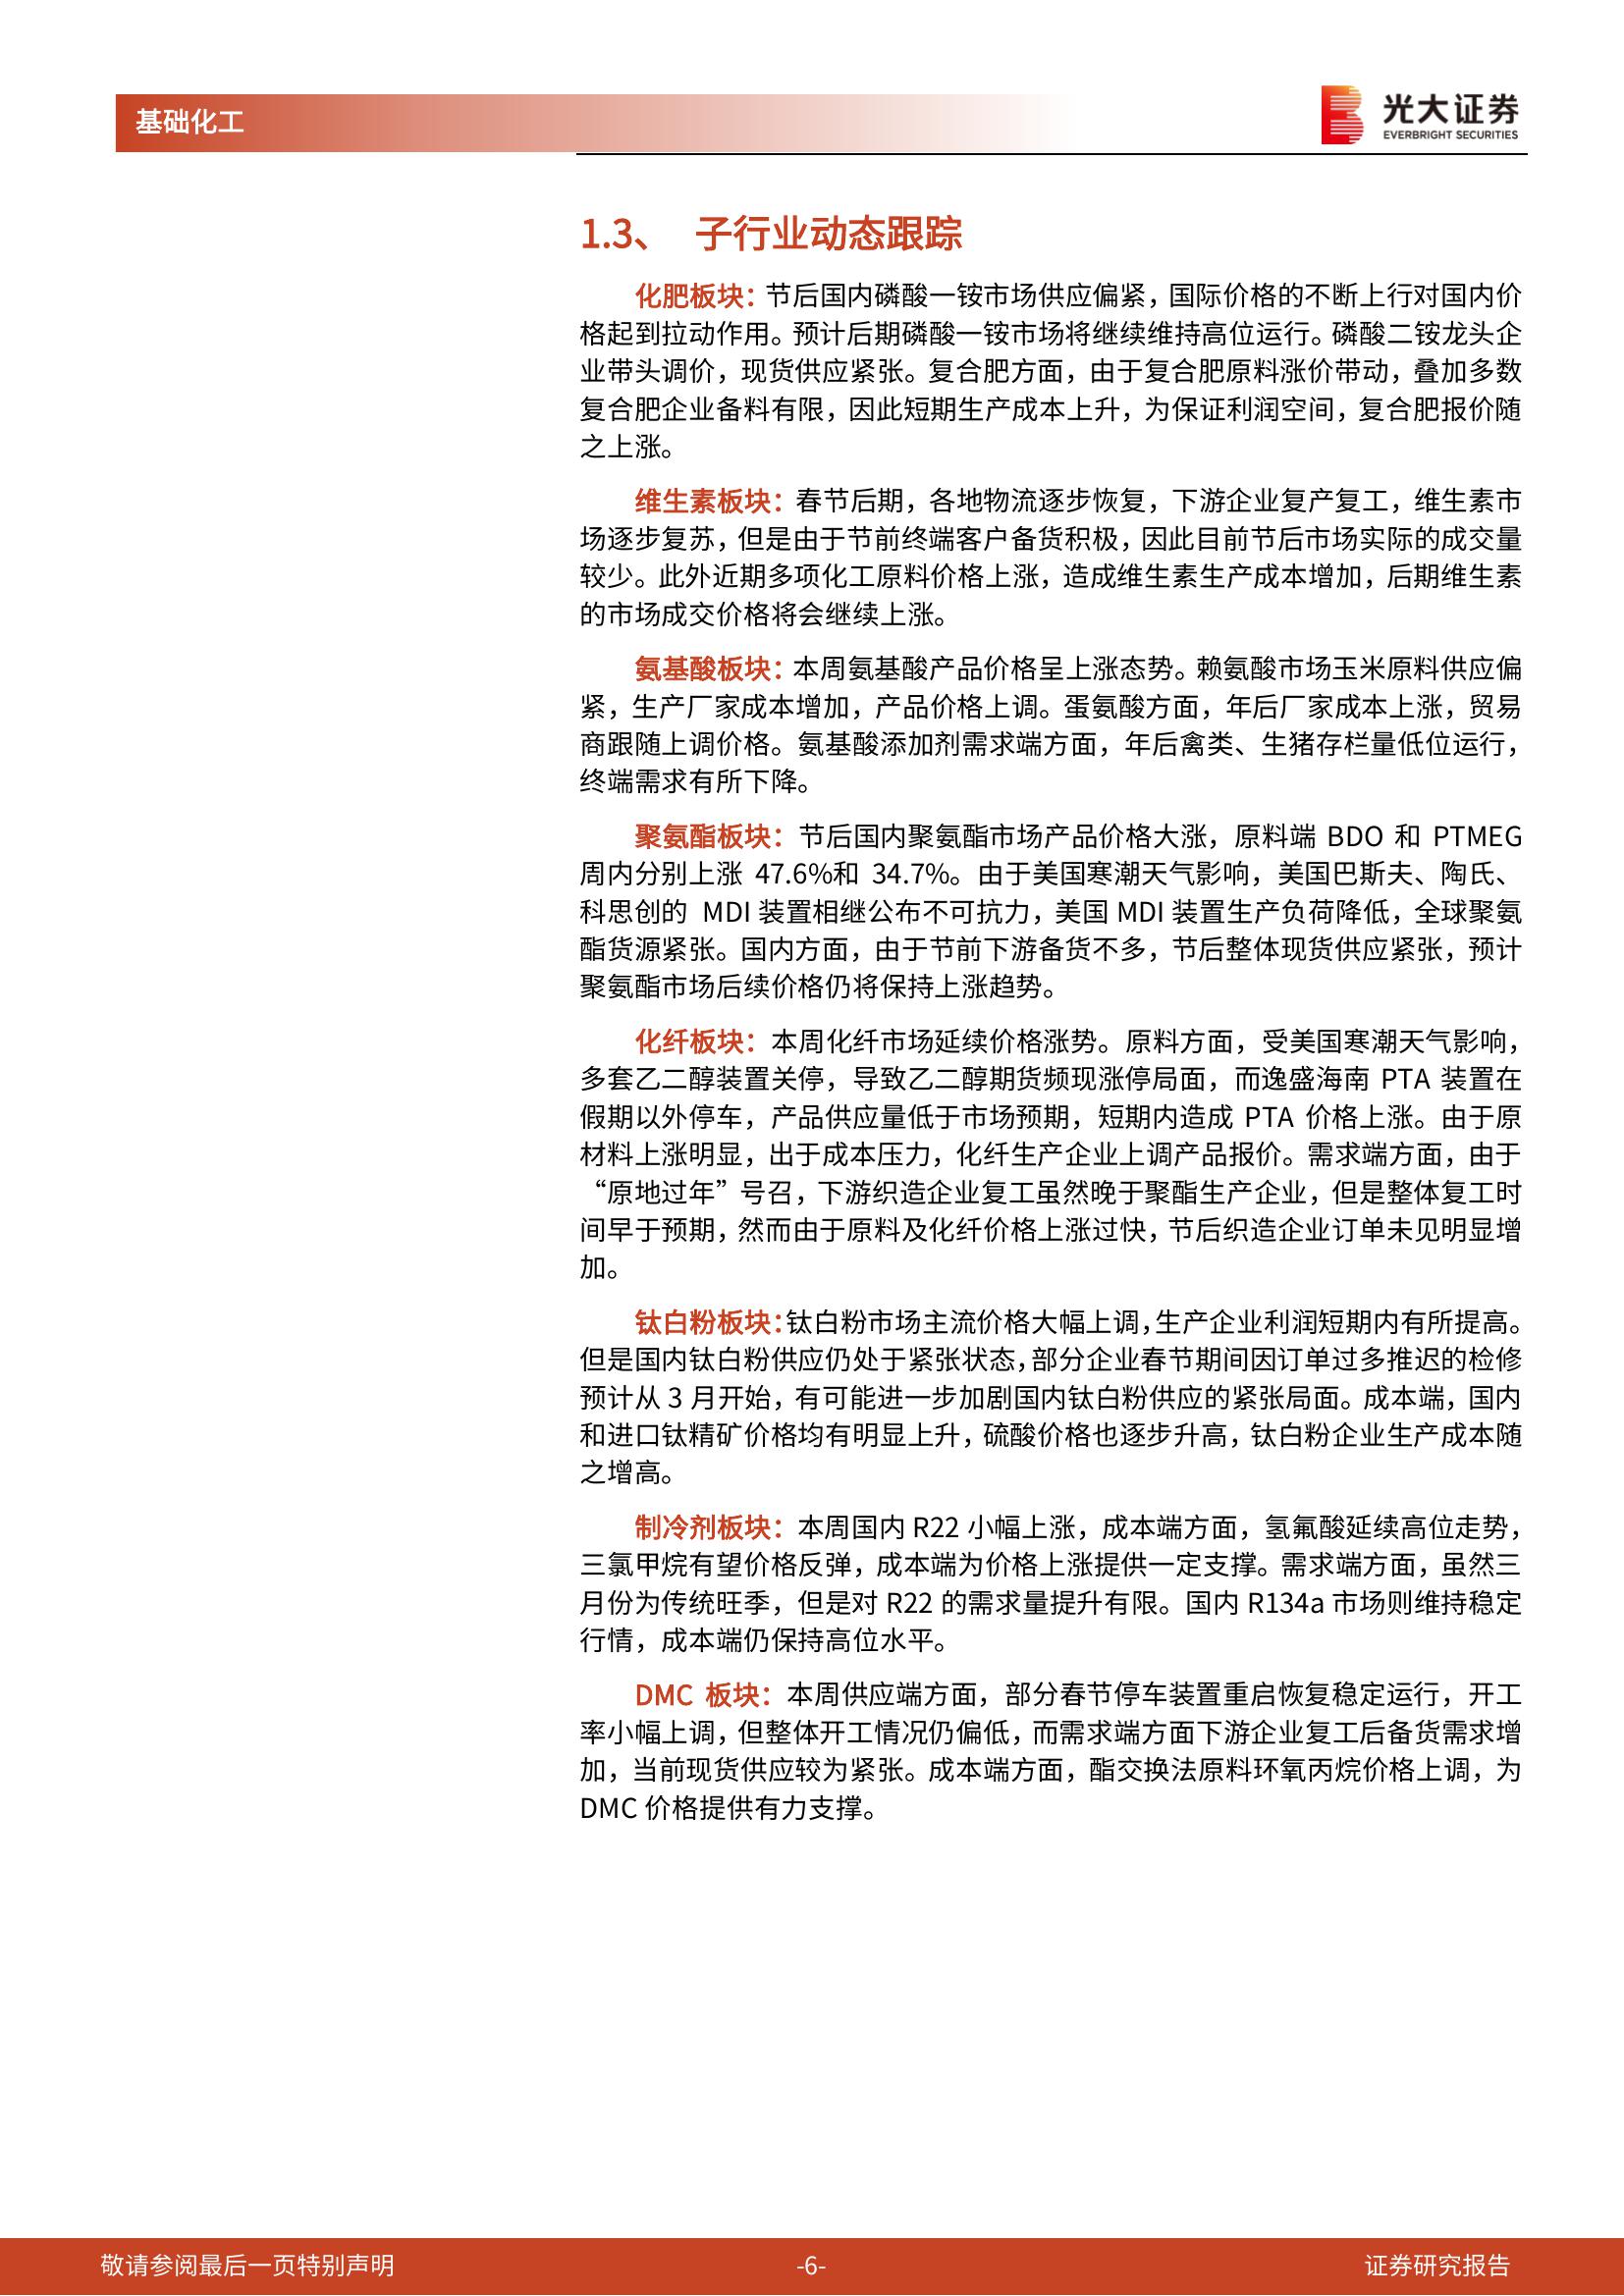 基础化工
光大证券
EVERBRIGHT SECURITIES
1.3、 子行业动态跟踪
化肥板块：节后国内磷酸一铵市场供应偏紧，国际价格的不断上行对国内价
格起到拉动作用。预计后期磷酸一铵市场将继续维持高位运行。磷酸二铵龙头企
业带头调价，现货供应紧张。复合肥方面，由于复合肥原料涨价带动，叠加多数
复合肥企业备料有限，因此短期生产成本上升，为保证利润空间，复合肥报价随
之上涨。
维生素板块：春节后期，各地物流逐步恢复，下游企业复产复工，维生素市
场逐步复苏，但是由于节前终端客户备货积极，因此目前节后市场实际的成交量
较少。此外近期多项化工原料价格上涨，造成维生素生产成本增加，后期维生素
的市场成交价格将会继续上涨。
氨基酸板块：本周氨基酸产品价格呈上涨态势。赖氨酸市场玉米原料供应偏
紧，生产厂家成本增加，产品价格上调。蛋氨酸方面，年后厂家成本上涨，贸易
商跟随上调价格。氨基酸添加剂需求端方面，年后禽类、生猪存栏量低位运行，
终端需求有所下降。
聚氨酯板块：节后国内聚氨酯市场产品价格大涨，原料端 BDO 和 PTMEG
周内分别上涨 47.6%和 34.7%。由于美国寒潮天气影响，美国巴斯夫、陶氏、
科思创的 MDI 装置相继公布不可抗力，美国 MDI 装置生产负荷降低，全球聚氨
酯货源紧张。国内方面，由于节前下游备货不多，节后整体现货供应紧张，预计
聚氨酯市场后续价格仍将保持上涨趋势。
化纤板块：本周化纤市场延续价格涨势。原料方面，受美国寒潮天气影响，
多套乙二醇装置关停，导致乙二醇期货频现涨停局面，而逸盛海南 PTA 装置在
假期以外停车，产品供应量低于市场预期，短期内造成 PTA 价格上涨。由于原
材料上涨明显，出于成本压力，化纤生产企业上调产品报价。需求端方面，由于
“原地过年”号召，下游织造企业复工虽然晚于聚酯生产企业，但是整体复工时
间早于预期，然而由于原料及化纤价格上涨过快，节后织造企业订单未见明显增
加。
钛白粉板块：钛白粉市场主流价格大幅上调，生产企业利润短期内有所提高。
但是国内钛白粉供应仍处于紧张状态，部分企业春节期间因订单过多推迟的检修
预计从 3 月开始，有可能进一步加剧国内钛白粉供应的紧张局面。成本端，国内
和进口钛精矿价格均有明显上升，硫酸价格也逐步升高，钛白粉企业生产成本随
之增高。
制冷剂板块：本周国内 R22 小幅上涨，成本端方面，氢氟酸延续高位走势，
三氯甲烷有望价格反弹，成本端为价格上涨提供一定支撑。需求端方面，虽然三
月份为传统旺季，但是对 R22 的需求量提升有限。国内 R134a 市场则维持稳定
行情，成本端仍保持高位水平。
DMC 板块：本周供应端方面，部分春节停车装置重启恢复稳定运行，开工
率小幅上调，但整体开工情况仍偏低，而需求端方面下游企业复工后备货需求增
加，当前现货供应较为紧张。成本端方面，酯交换法原料环氧丙烷价格上调，为
DMC 价格提供有力支撑。
敬请参阅最后一页特别声明
-6-
证券研究报告